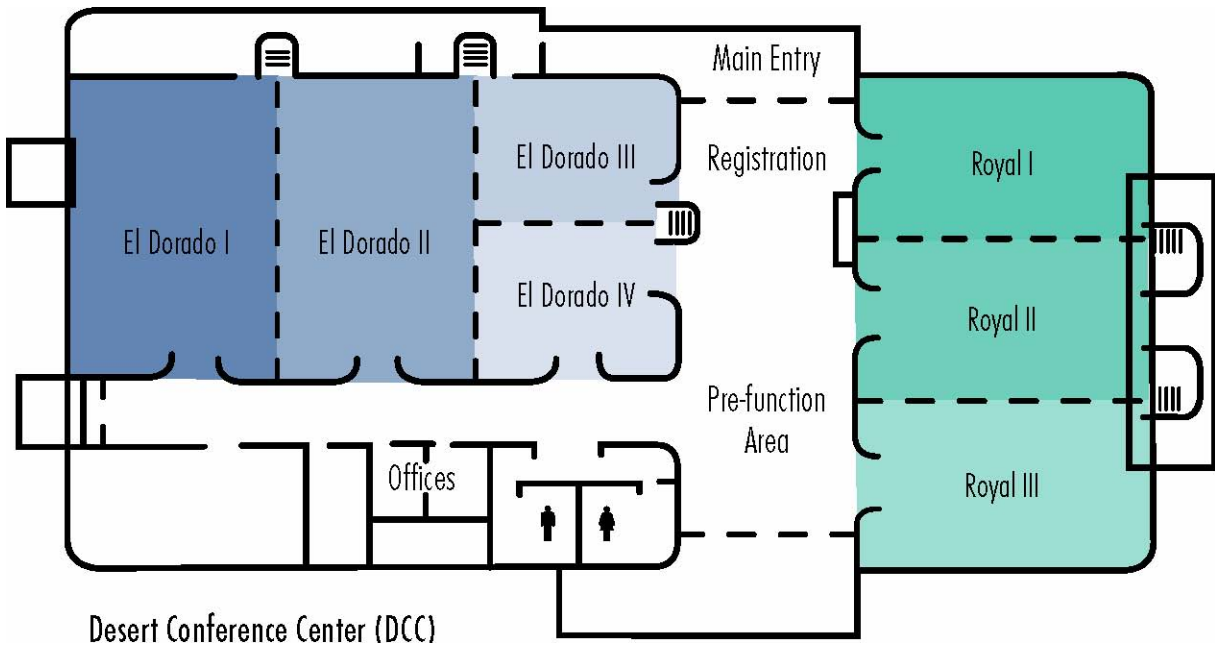 Main Entry
El Dorado III
Registration
Royal I
El Dorado I
El Dorado II
El Dorado IV
Royal II
Pre-function
Area
Offices
Royal III
Desert Conference Center (DCC)